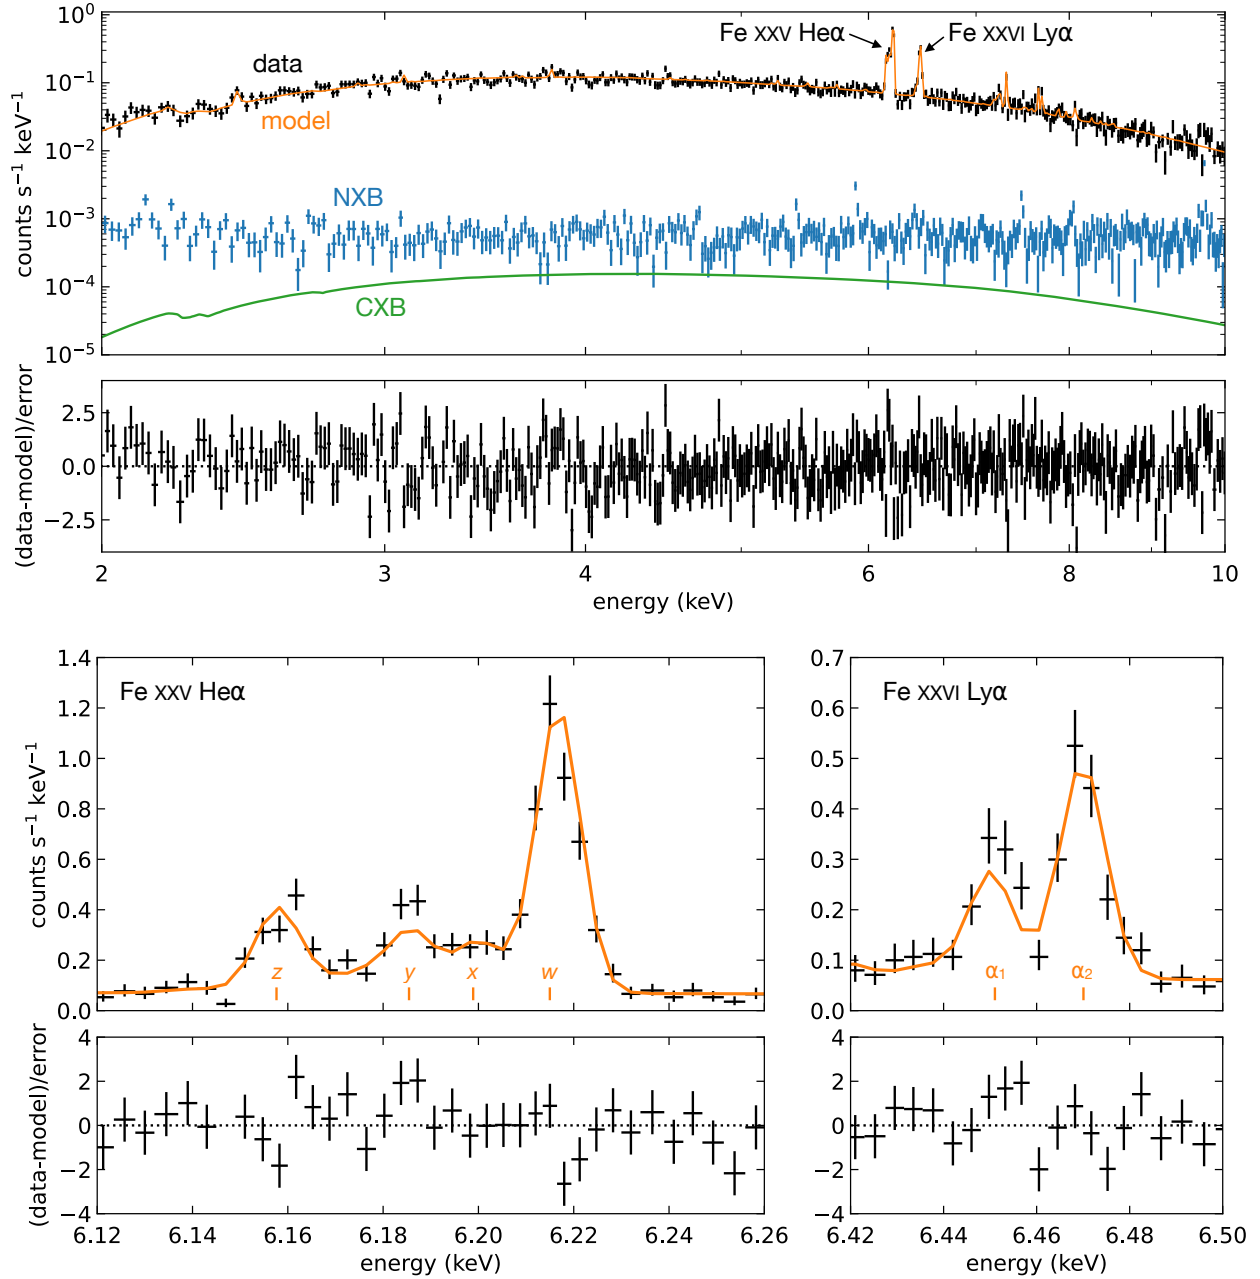 Fe XXV Heα
Fe XXVI Lyα
data
model
NXB
CXB
counts s⁻¹ keV⁻¹
10⁰
10⁻¹
10⁻²
10⁻³
10⁻⁴
10⁻⁵
(data-model)/error
2.5
0.0
−2.5
2 3 4 6 8 10
energy (keV)
Fe XXV Heα
counts s⁻¹ keV⁻¹
1.4
1.2
1.0
0.8
0.6
0.4
0.2
0.0
z y x w
(data-model)/error
4
2
0
−2
−4
6.12 6.14 6.16 6.18 6.20 6.22 6.24 6.26
energy (keV)
Fe XXVI Lyα
0.7
0.6
0.5
0.4
0.3
0.2
0.1
0.0
α₁ α₂
4
2
0
−2
−4
6.42 6.44 6.46 6.48 6.50
energy (keV)